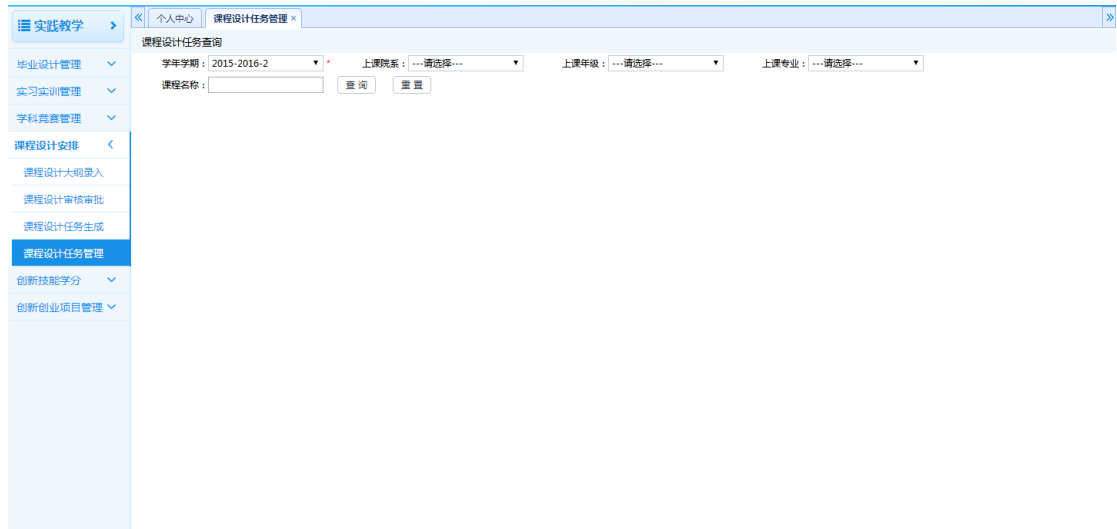 实践教学
个人中心 课程设计任务管理 ×
课程设计任务查询
学年学期： 2015-2016-2 * 上课院系： ---请选择--- 上课年级： ---请选择--- 上课专业： ---请选择---
课程名称： 查 询 重 置
毕业设计管理
实习实训管理
学科竞赛管理
课程设计安排
课程设计大纲录入
课程设计审核审批
课程设计任务生成
课程设计任务管理
创新技能学分
创新创业项目管理